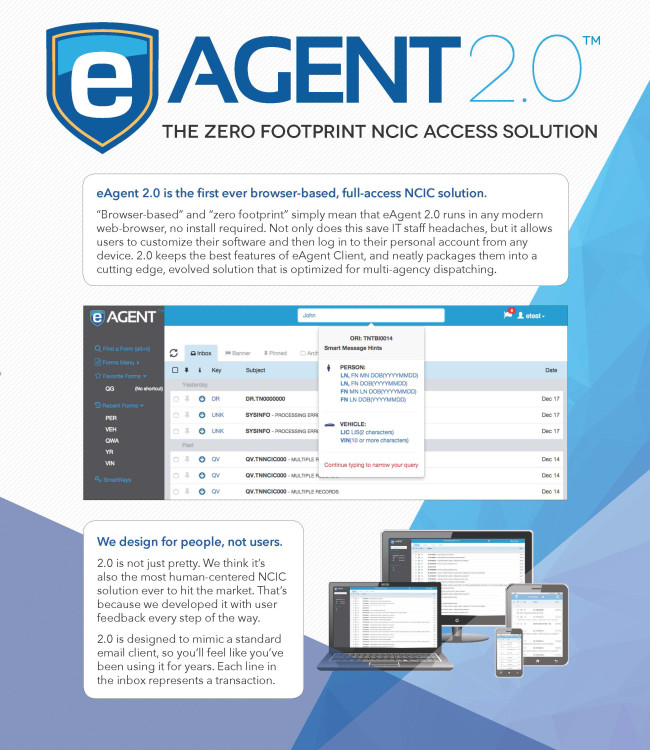 e AGENT 2.0™
THE ZERO FOOTPRINT NCIC ACCESS SOLUTION
eAgent 2.0 is the first ever browser-based, full-access NCIC solution.
“Browser-based” and “zero footprint” simply mean that eAgent 2.0 runs in any modern
web-browser, no install required. Not only does this save IT staff headaches, but it allows
users to customize their software and then log in to their personal account from any
device. 2.0 keeps the best features of eAgent Client, and neatly packages them into a
cutting edge, evolved solution that is optimized for multi-agency dispatching.
e AGENT
John
4
etest
ORI: TNTBI0014
Smart Message Hints
Find a Form (alt+n)
Forms Menu
Favorite Forms
QG (No shortcut)
Recent Forms
PER
VEH
QWA
YR
VIN
SmartKeys
Inbox Banner Pinned
Key Subject Date
Yesterday
DR DR.TN0000000 Dec 17
UNK SYSINFO - PROCESSING Dec 17
UNK SYSINFO - PROCESSING Dec 17
Past
QV QV.TNNCIC000 - MULTIPLE Dec 14
QV QV.TNNCIC000 - MULTIPLE RECORDS Dec 14
PERSON:
LN, FN MN DOB(YYYYMMDD)
LN, FN DOB(YYYYMMDD)
FN MN LN DOB(YYYYMMDD)
FN LN DOB(YYYYMMDD)
VEHICLE:
LIC LIS(2 characters)
VIN(10 or more characters)
Continue typing to narrow your query
We design for people, not users.
2.0 is not just pretty. We think it’s
also the most human-centered NCIC
solution ever to hit the market. That’s
because we developed it with user
feedback every step of the way.
2.0 is designed to mimic a standard
email client, so you’ll feel like you’ve
been using it for years. Each line in
the inbox represents a transaction.